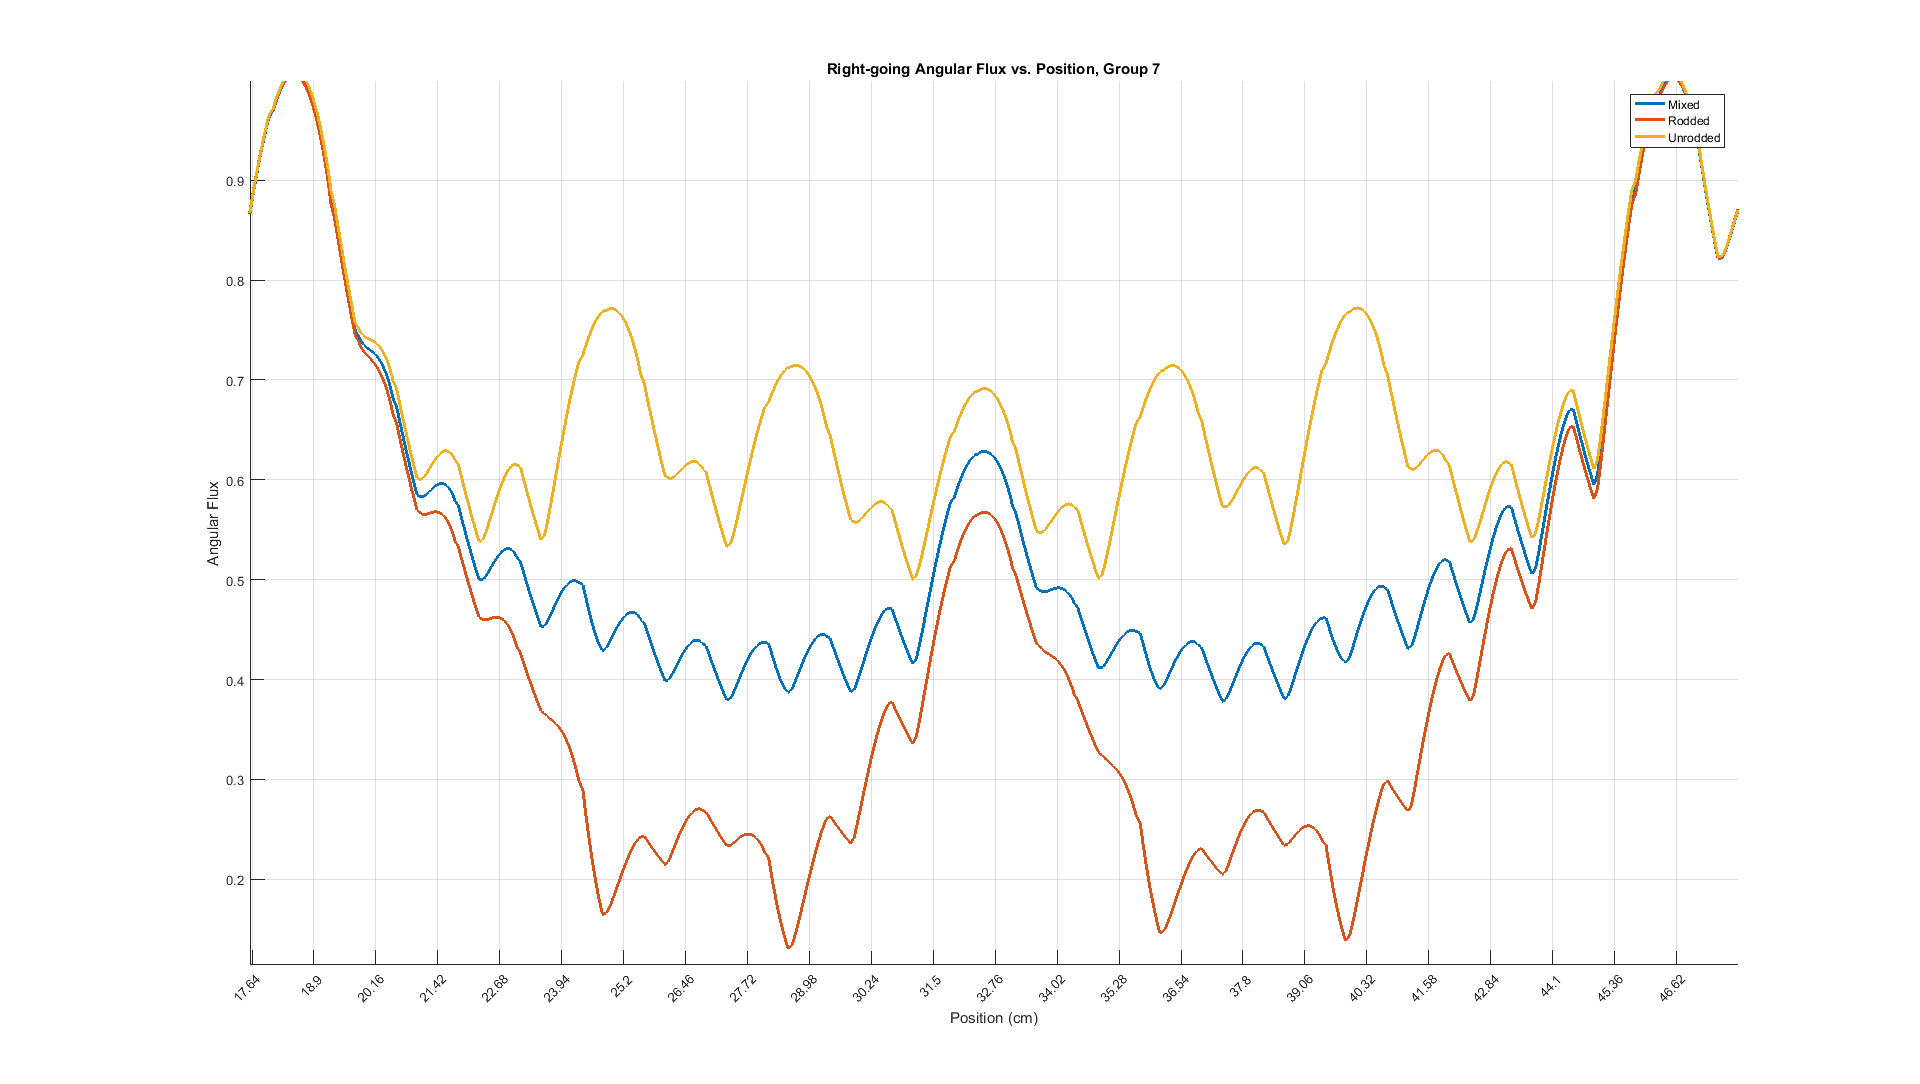 Right-going Angular Flux vs. Position, Group 7
Mixed
Rodded
Unrodded
Angular Flux
0.9
0.8
0.7
0.6
0.5
0.4
0.3
0.2
17.64 18.9 20.16 21.42 22.68 23.94 25.2 26.46 27.72 28.98 30.24 31.5 32.76 34.02 35.28 36.54 37.8 39.06 40.32 41.58 42.84 44.1 45.36 46.62
Position (cm)